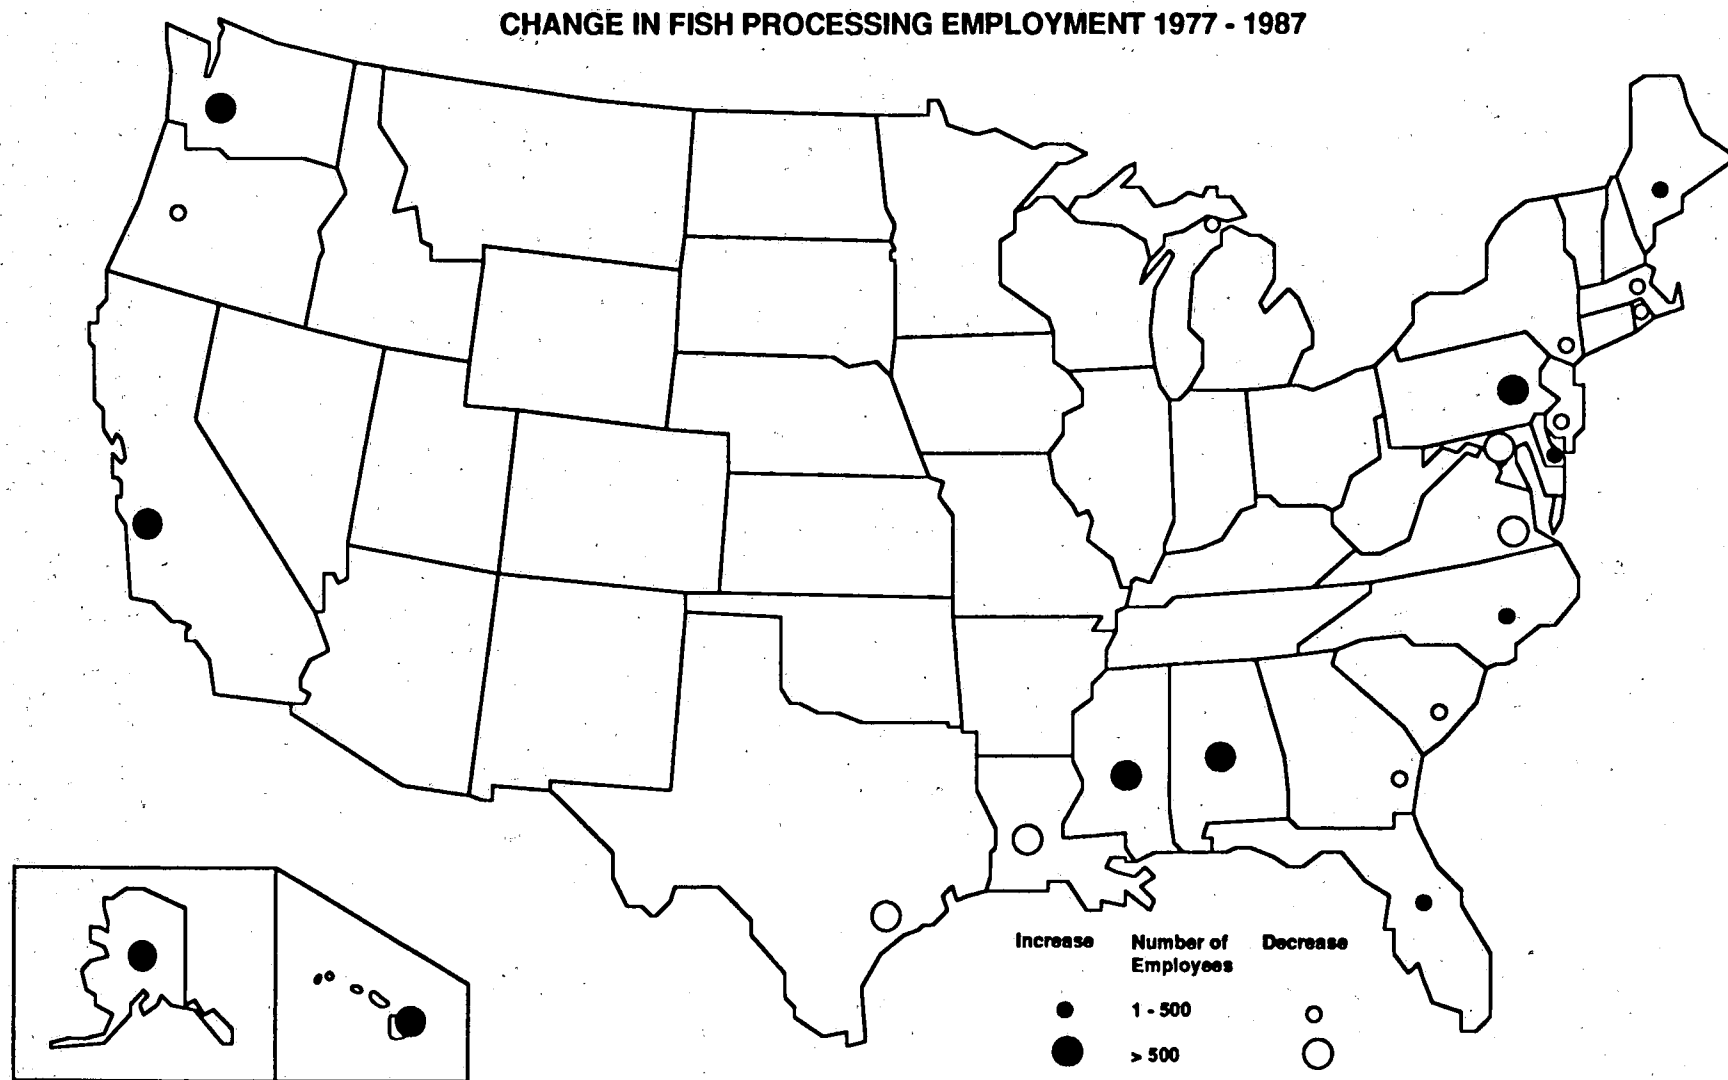 CHANGE IN FISH PROCESSING EMPLOYMENT 1977 - 1987
Increase Number of Employees Decrease
1 - 500
> 500